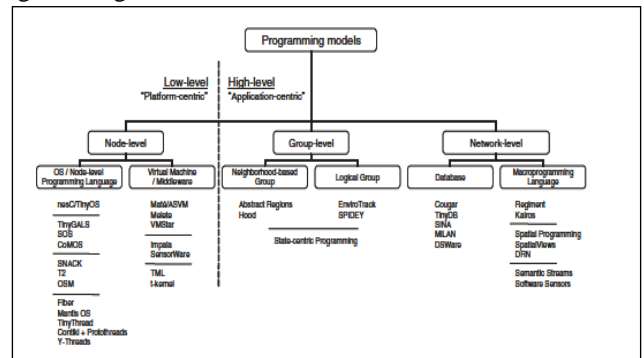 Programming models
Low-level
"Platform-centric"
High-level
"Application-centric"
Node-level
Group-level
Network-level
OS / Node-level
Programming Language
Virtual Machine
/ Middleware
Neighborhood-based
Group
Logical Group
Database
Macroprogramming
Language
nesC/TinyOS
TinyGALS
SOS
CoMOS
SNACK
T2
OSM
Fiber
Mantis OS
TinyThread
Contiki + Protothreads
Y-Threads
Maté/ASVM
Melete
VMStar
Impala
SensorWare
TML
t-kernel
Abstract Regions
Hood
EnviroTrack
SPIDEY
State-centric Programming
Cougar
TinyDB
SINA
MiLAN
DSWare
Regiment
Kairos
Spatial Programming
SpatialViews
DRN
Semantic Streams
Software Sensors